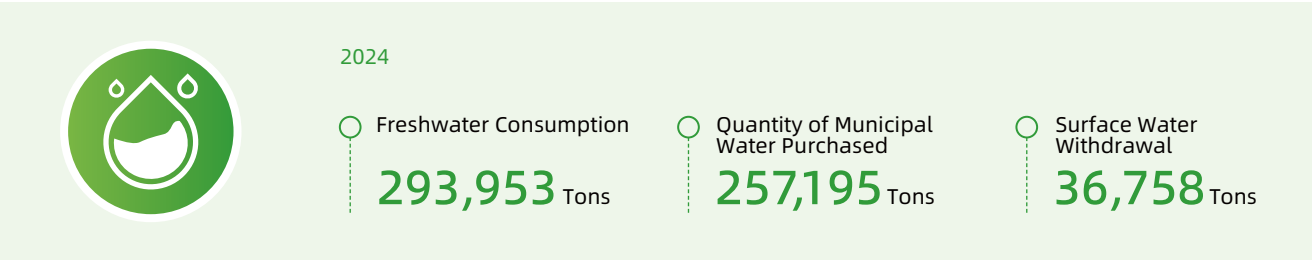 2024
Freshwater Consumption
293,953 Tons
Quantity of Municipal
Water Purchased
257,195 Tons
Surface Water
Withdrawal
36,758 Tons